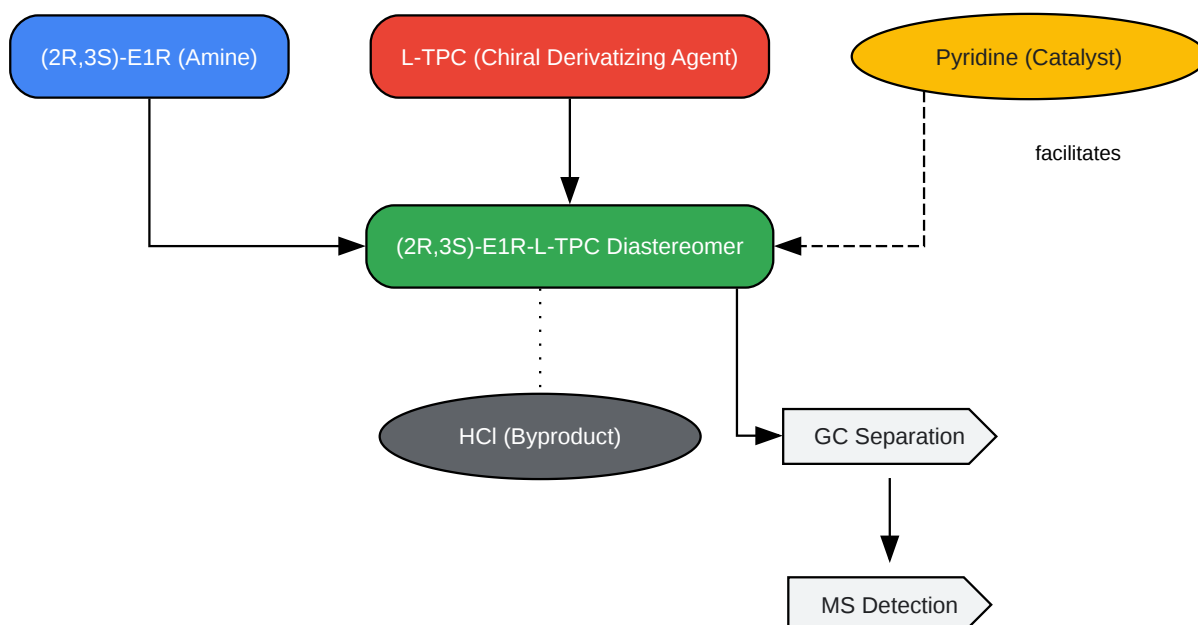 (2R,3S)-E1R (Amine)
L-TPC (Chiral Derivatizing Agent)
Pyridine (Catalyst)
facilitates
(2R,3S)-E1R-L-TPC Diastereomer
HCl (Byproduct)
GC Separation
MS Detection